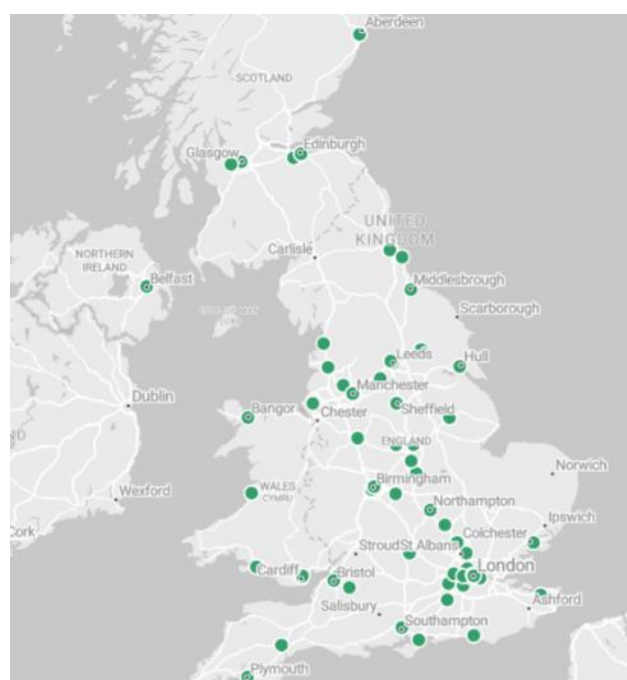 Aberdeen
SCOTLAND
Edinburgh
Glasgow
UNITED
KINGDOM
Carlisle
NORTHERN
IRELAND
Belfast
Middlesbrough
Scarborough
Leeds
Hull
Manchester
Dublin
Bangor
Chester
Sheffield
ENGLAND
Norwich
Birmingham
WALES
CYMRU
Wexford
Northampton
Ipswich
Cork
Colchester
Stroud
St Albans
London
Cardiff
Bristol
Ashford
Salisbury
Southampton
Plymouth